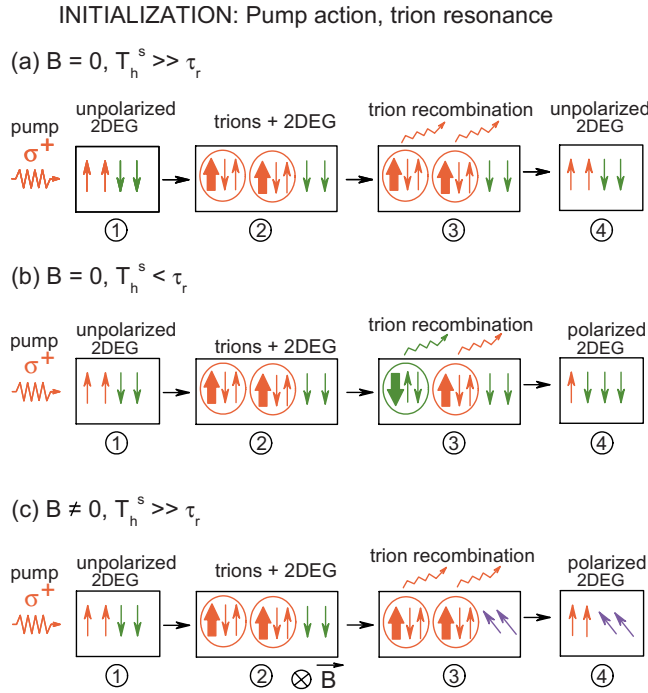 INITIALIZATION: Pump action, trion resonance
(a) B = 0, T_h^s >> τ_r
unpolarized
2DEG
trions + 2DEG
trion recombination
unpolarized
2DEG
pump
σ+
1
2
3
4
(b) B = 0, T_h^s < τ_r
unpolarized
2DEG
trions + 2DEG
trion recombination
polarized
2DEG
pump
σ+
1
2
3
4
(c) B ≠ 0, T_h^s >> τ_r
unpolarized
2DEG
trions + 2DEG
trion recombination
polarized
2DEG
pump
σ+
1
2
3
4
⊗ B